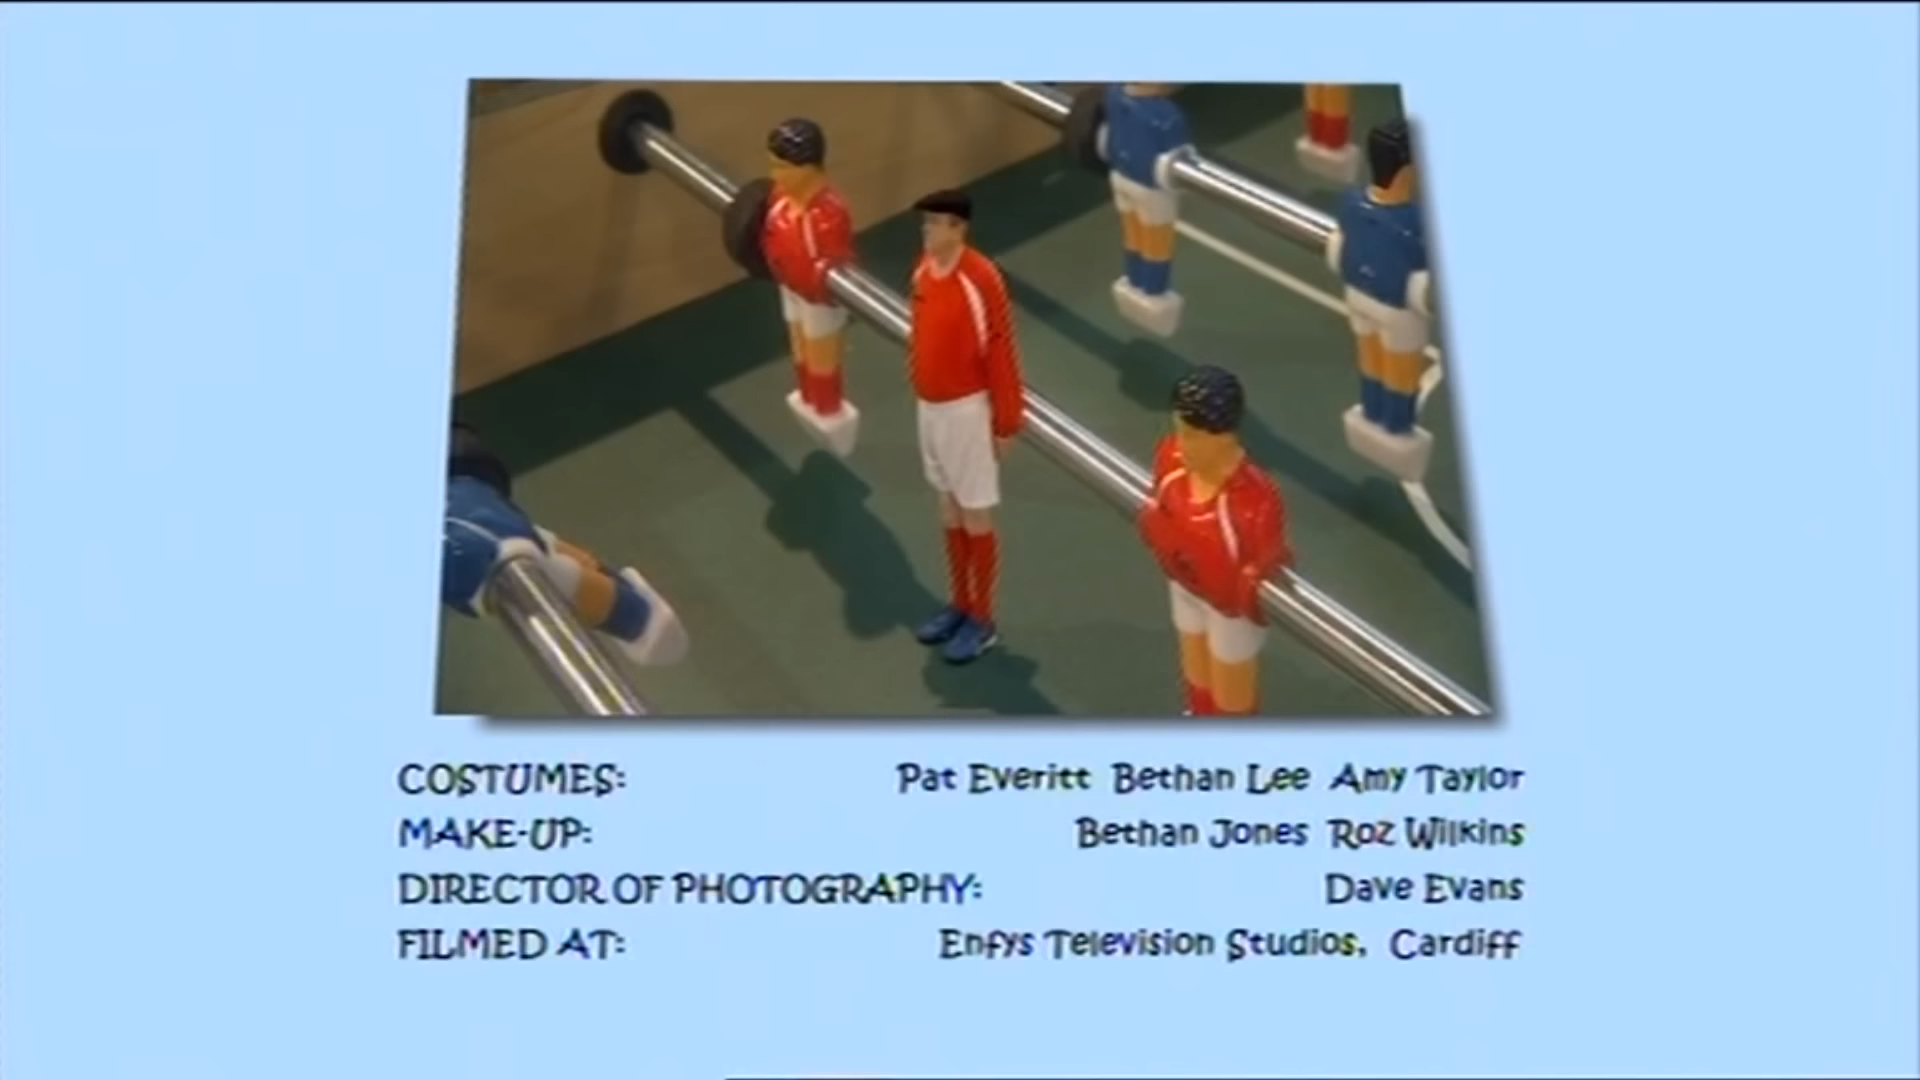 COSTUMES: Pat Everitt Bethan Lee Amy Taylor
MAKE-UP: Bethan Jones Roz Wilkins
DIRECTOR OF PHOTOGRAPHY: Dave Evans
FILMED AT: Enfys Television Studios, Cardiff